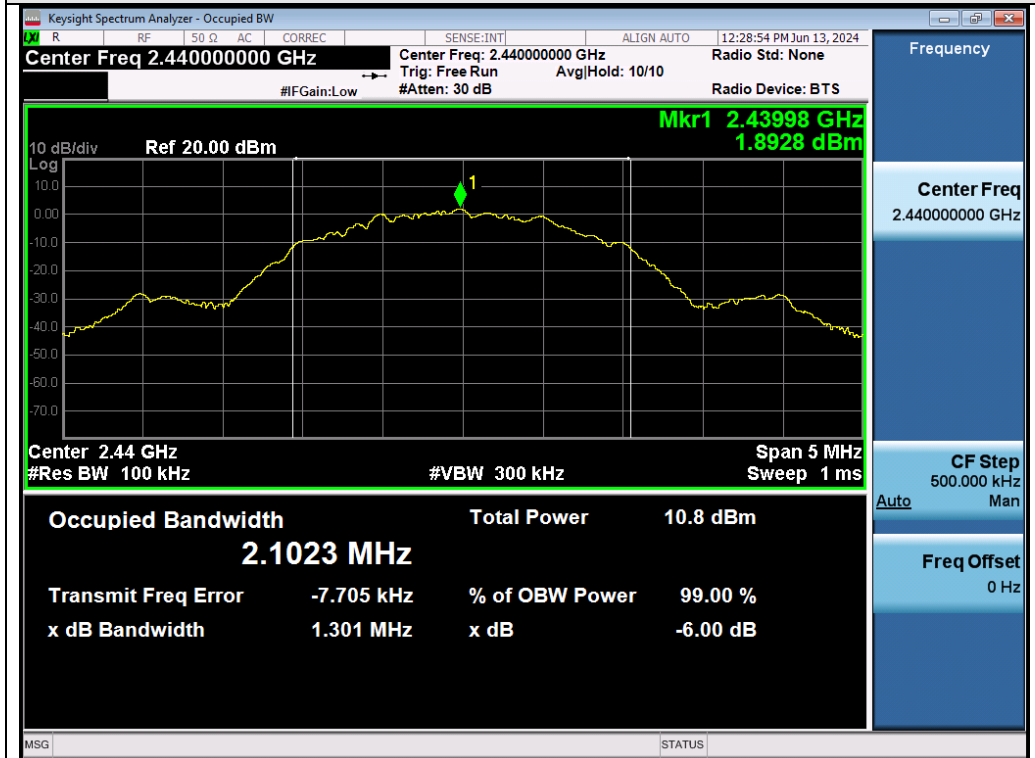 Keysight Spectrum Analyzer - Occupied BW
LXI R RF 50 Ω AC CORREC SENSE:INT ALIGN AUTO 12:28:54 PM Jun 13, 2024
Center Freq 2.440000000 GHz
Center Freq: 2.440000000 GHz Radio Std: None
Trig: Free Run Avg|Hold: 10/10
#IFGain:Low #Atten: 30 dB Radio Device: BTS
Frequency
Mkr1 2.43998 GHz
1.8928 dBm
10 dB/div Ref 20.00 dBm
Log
10.0
0.00
-10.0
-20.0
-30.0
-40.0
-50.0
-60.0
-70.0
1
Center 2.44 GHz Span 5 MHz
#Res BW 100 kHz #VBW 300 kHz Sweep 1 ms
Center Freq
2.440000000 GHz
CF Step
500.000 kHz
Auto Man
Freq Offset
0 Hz
Occupied Bandwidth Total Power 10.8 dBm
2.1023 MHz
Transmit Freq Error -7.705 kHz % of OBW Power 99.00 %
x dB Bandwidth 1.301 MHz x dB -6.00 dB
MSG STATUS